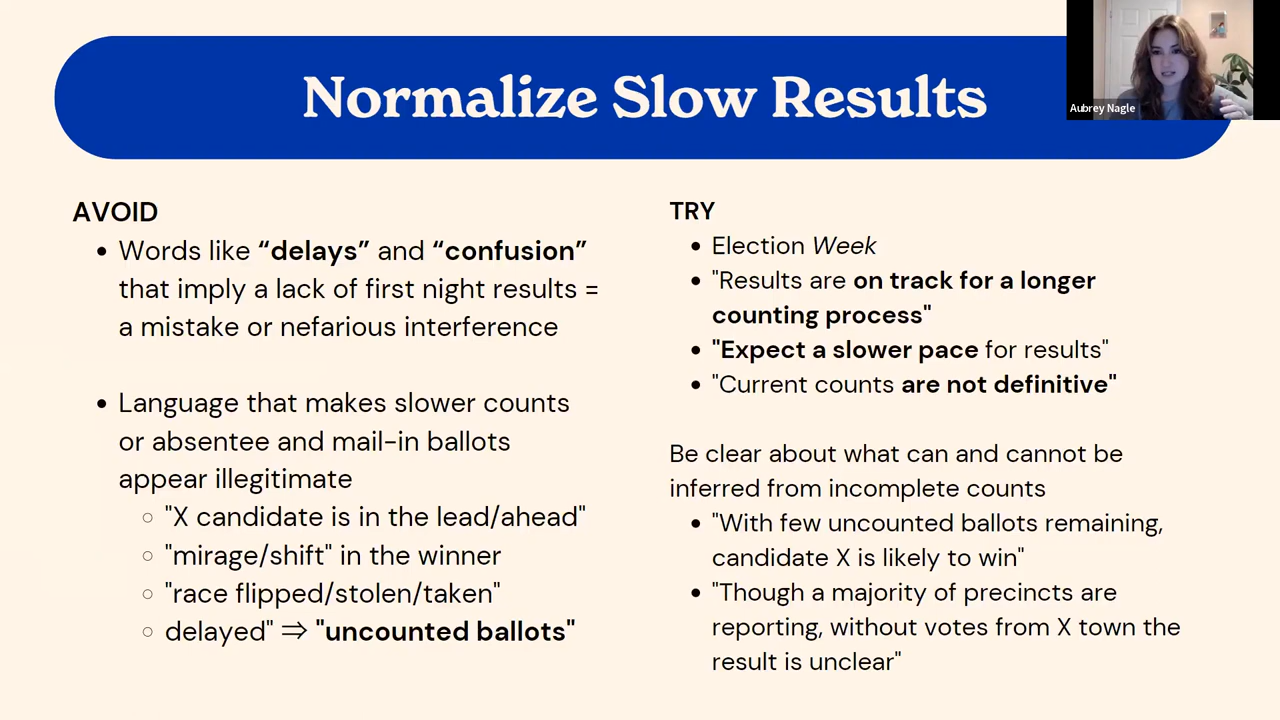 Normalize Slow Results
Aubrey Nagle
AVOID
• Words like “delays” and “confusion”
that imply a lack of first night results =
a mistake or nefarious interference
• Language that makes slower counts
or absentee and mail-in ballots
appear illegitimate
○ "X candidate is in the lead/ahead"
○ "mirage/shift" in the winner
○ "race flipped/stolen/taken"
○ delayed" ⇒ "uncounted ballots"
TRY
• Election Week
• "Results are on track for a longer
counting process"
• "Expect a slower pace for results"
• "Current counts are not definitive"
Be clear about what can and cannot be
inferred from incomplete counts
• "With few uncounted ballots remaining,
candidate X is likely to win"
• "Though a majority of precincts are
reporting, without votes from X town the
result is unclear"